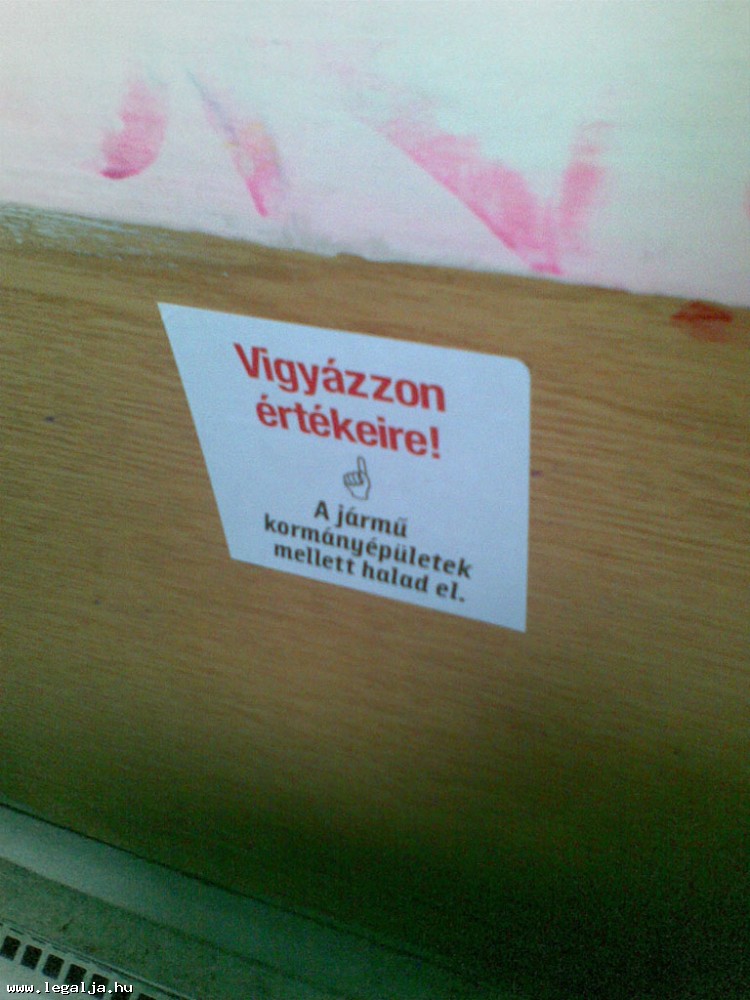 Vigyázzon
értékeire!
A jármű
kormányépületek
mellett halad el.
www.legalja.hu